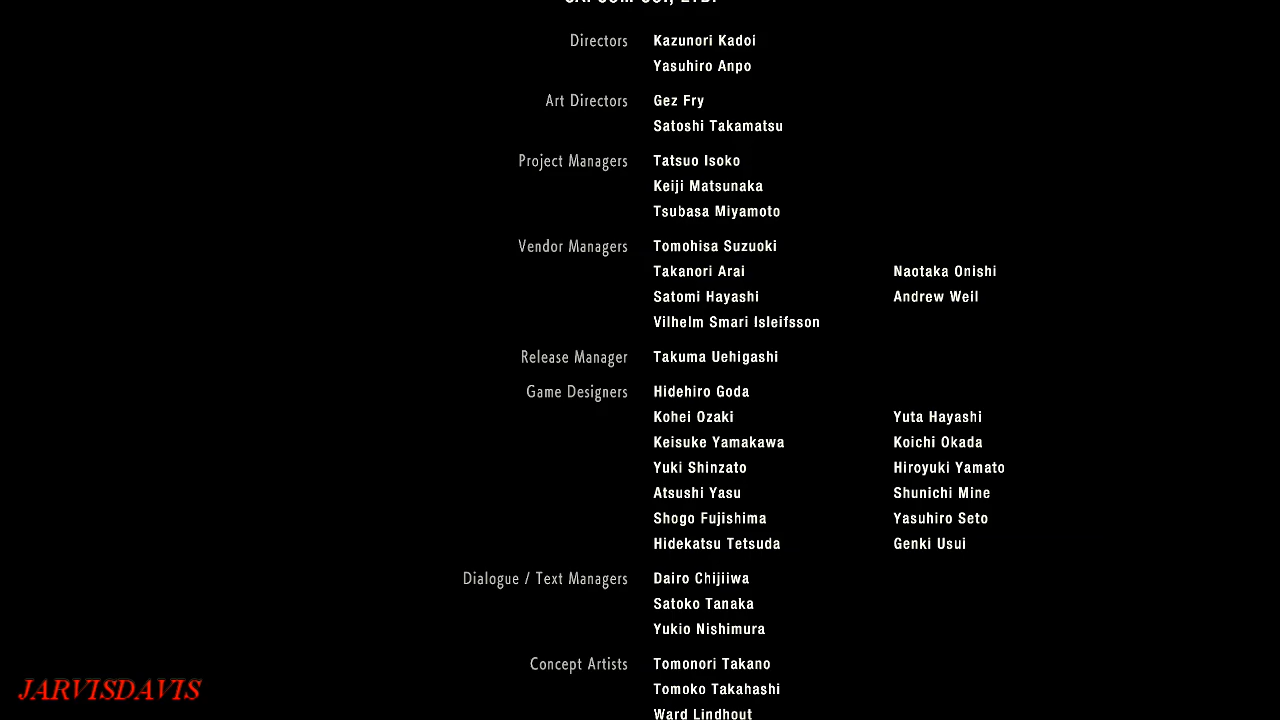 CAPCOM CO., LTD.
Directors Kazunori Kadoi
Yasuhiro Anpo
Art Directors Gez Fry
Satoshi Takamatsu
Project Managers Tatsuo Isoko
Keiji Matsunaka
Tsubasa Miyamoto
Vendor Managers Tomohisa Suzuoki
Takanori Arai Naotaka Onishi
Satomi Hayashi Andrew Weil
Vilhelm Smari Isleifsson
Release Manager Takuma Uehigashi
Game Designers Hidehiro Goda
Kohei Ozaki Yuta Hayashi
Keisuke Yamakawa Koichi Okada
Yuki Shinzato Hiroyuki Yamato
Atsushi Yasu Shunichi Mine
Shogo Fujishima Yasuhiro Seto
Hidekatsu Tetsuda Genki Usui
Dialogue / Text Managers Dairo Chijiiwa
Satoko Tanaka
Yukio Nishimura
Concept Artists Tomonori Takano
Tomoko Takahashi
Ward Lindhout
JARVISDAVIS